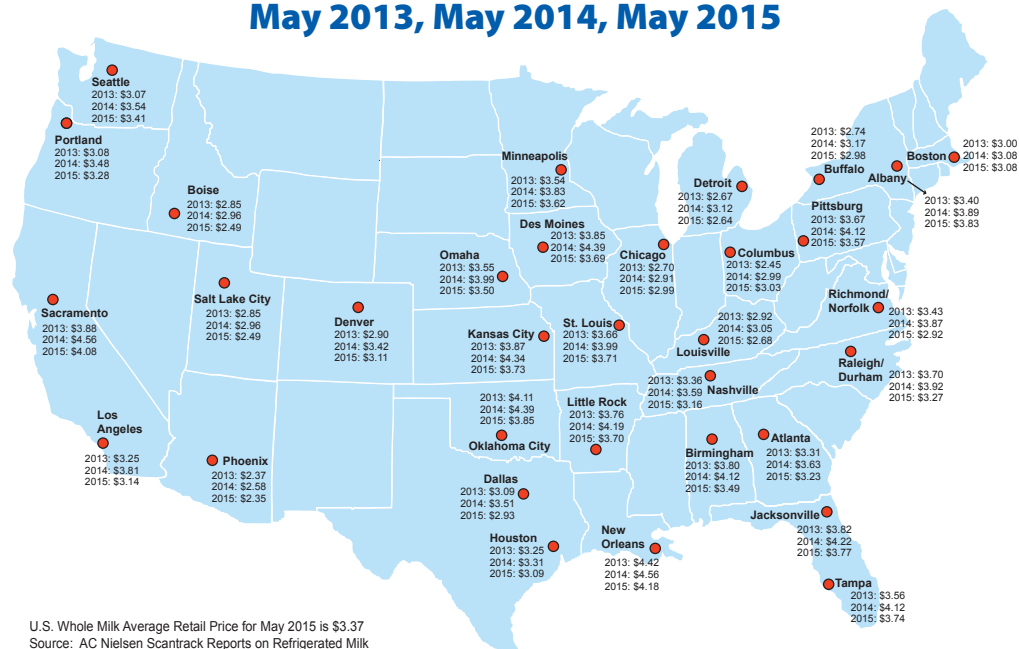 May 2013, May 2014, May 2015
Seattle
2013: $3.07
2014: $3.54
2015: $3.41
Portland
2013: $3.08
2014: $3.48
2015: $3.28
Boise
2013: $2.85
2014: $2.96
2015: $2.49
Minneapolis
2013: $3.54
2014: $3.83
2015: $3.62
Detroit
2013: $2.67
2014: $3.12
2015: $2.64
2013: $2.74
2014: $3.17
2015: $2.98
Buffalo
Boston
2013: $3.00
2014: $3.08
2015: $3.08
Albany
2013: $3.40
2014: $3.89
2015: $3.83
Pittsburg
2013: $3.67
2014: $4.12
2015: $3.57
Des Moines
2013: $3.85
2014: $4.39
2015: $3.69
Omaha
2013: $3.55
2014: $3.99
2015: $3.50
Chicago
2013: $2.70
2014: $2.91
2015: $2.99
Columbus
2013: $2.45
2014: $2.99
2015: $3.03
Sacramento
2013: $3.88
2014: $4.56
2015: $4.08
Salt Lake City
2013: $2.85
2014: $2.96
2015: $2.49
Denver
2013: $2.90
2014: $3.42
2015: $3.11
Kansas City
2013: $3.87
2014: $4.34
2015: $3.73
St. Louis
2013: $3.66
2014: $3.99
2015: $3.71
2013: $2.92
2014: $3.05
2015: $2.68
Louisville
Richmond/
Norfolk
2013: $3.43
2014: $3.87
2015: $2.92
Raleigh/
Durham
2013: $3.70
2014: $3.92
2015: $3.27
2013: $3.36
2014: $3.59
2015: $3.16
Nashville
Los
Angeles
2013: $3.25
2014: $3.81
2015: $3.14
Phoenix
2013: $2.37
2014: $2.58
2015: $2.35
2013: $4.11
2014: $4.39
2015: $3.85
Oklahoma City
Little Rock
2013: $3.76
2014: $4.19
2015: $3.70
Birmingham
2013: $3.80
2014: $4.12
2015: $3.49
Atlanta
2013: $3.31
2014: $3.63
2015: $3.23
Dallas
2013: $3.09
2014: $3.51
2015: $2.93
Houston
2013: $3.25
2014: $3.31
2015: $3.09
New
Orleans
2013: $4.42
2014: $4.56
2015: $4.18
Jacksonville
2013: $3.82
2014: $4.22
2015: $3.77
Tampa
2013: $3.56
2014: $4.12
2015: $3.74
U.S. Whole Milk Average Retail Price for May 2015 is $3.37
Source: AC Nielsen Scantrack Reports on Refrigerated Milk